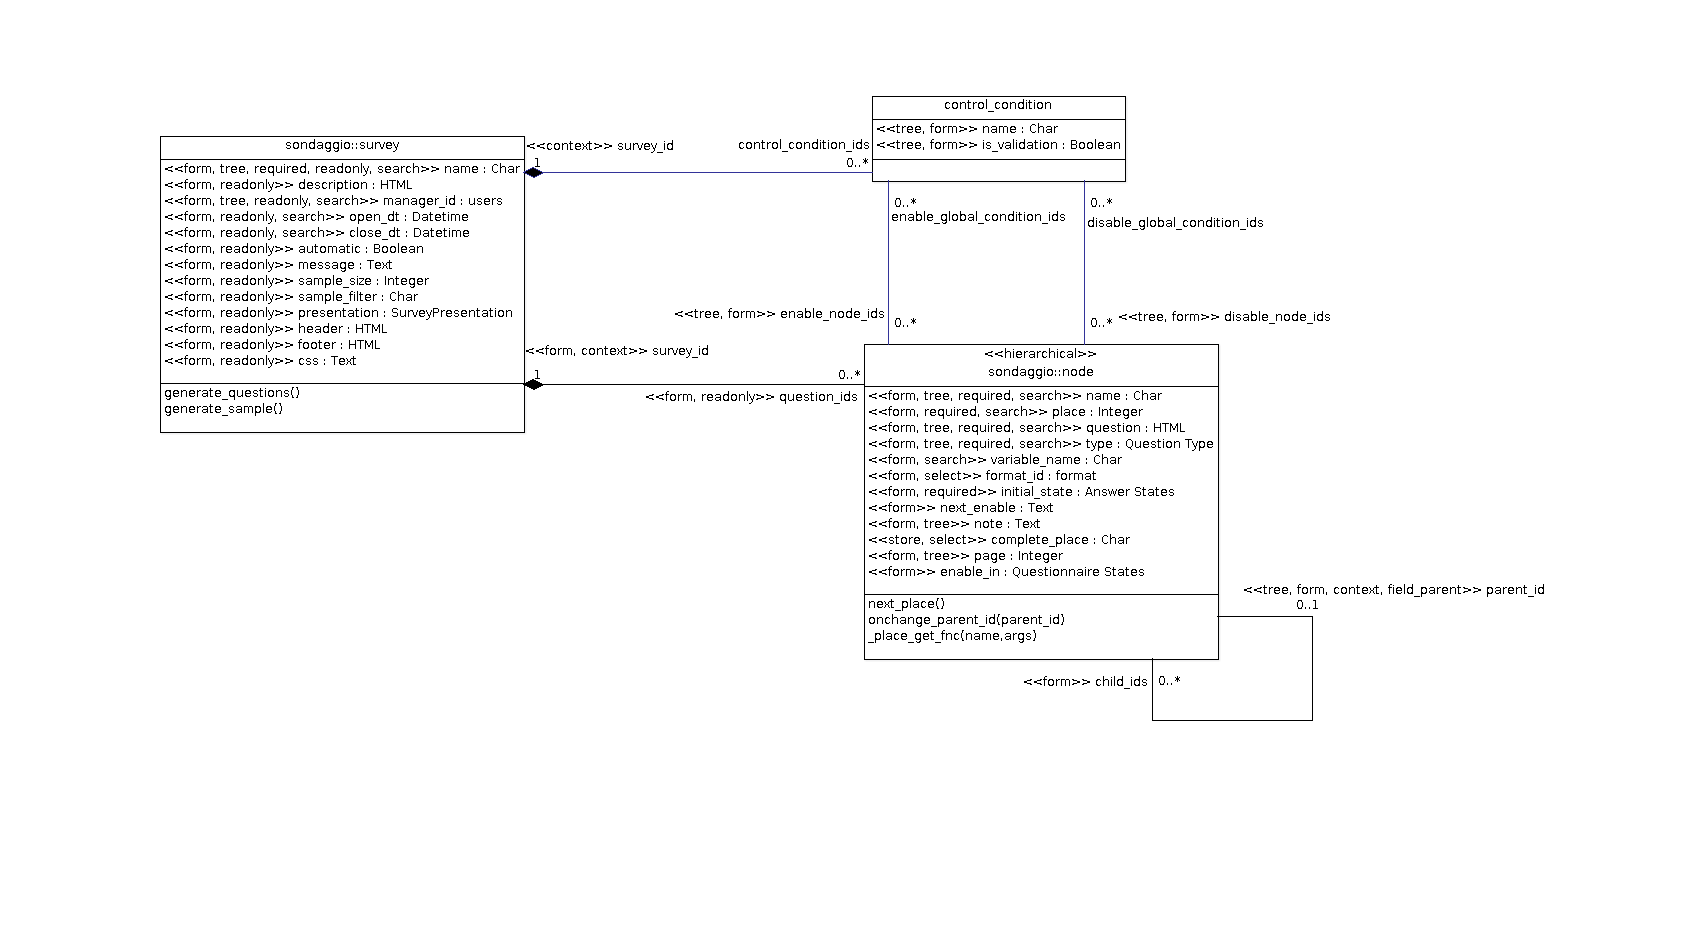 control_condition
<<tree, form>> name : Char
<<tree, form>> is_validation : Boolean
sondaggio::survey
<<form, tree, required, readonly, search>> name : Char
<<form, readonly>> description : HTML
<<form, tree, readonly, search>> manager_id : users
<<form, readonly, search>> open_dt : Datetime
<<form, readonly, search>> close_dt : Datetime
<<form, readonly>> automatic : Boolean
<<form, readonly>> message : Text
<<form, readonly>> sample_size : Integer
<<form, readonly>> sample_filter : Char
<<form, readonly>> presentation : SurveyPresentation
<<form, readonly>> header : HTML
<<form, readonly>> footer : HTML
<<form, readonly>> css : Text
generate_questions()
generate_sample()
<<context>> survey_id
control_condition_ids
1
0..*
0..*
enable_global_condition_ids
0..*
disable_global_condition_ids
<<tree, form>> enable_node_ids
0..*
0..*
<<tree, form>> disable_node_ids
<<form, context>> survey_id
1
0..*
<<form, readonly>> question_ids
<<hierarchical>>
sondaggio::node
<<form, tree, required, search>> name : Char
<<form, required, search>> place : Integer
<<form, tree, required, search>> question : HTML
<<form, tree, required, search>> type : Question Type
<<form, search>> variable_name : Char
<<form, select>> format_id : format
<<form, required>> initial_state : Answer States
<<form>> next_enable : Text
<<form, tree>> note : Text
<<store, select>> complete_place : Char
<<form, tree>> page : Integer
<<form>> enable_in : Questionnaire States
next_place()
onchange_parent_id(parent_id)
_place_get_fnc(name,args)
<<tree, form, context, field_parent>> parent_id
0..1
<<form>> child_ids
0..*